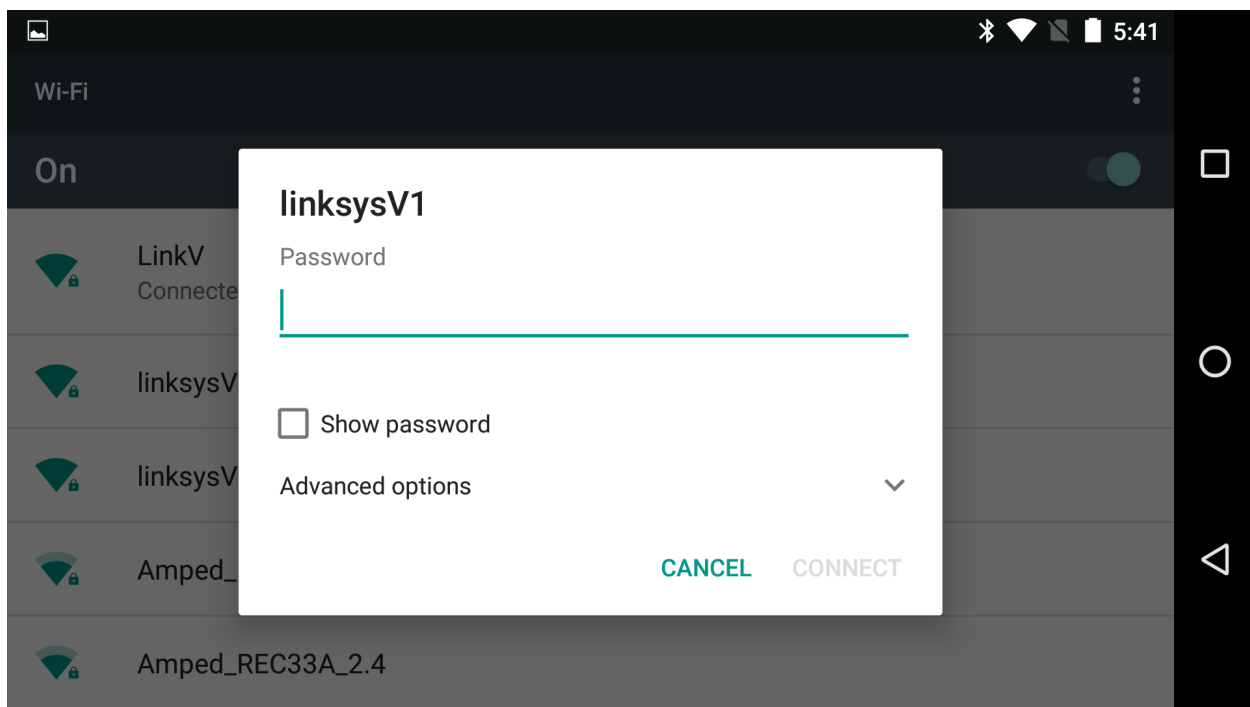 5:41
Wi-Fi
On
linksysV1
Password
Show password
Advanced options
CANCEL CONNECT
LinkV
Connecte
linksysV
linksysV
Amped_
Amped_REC33A_2.4